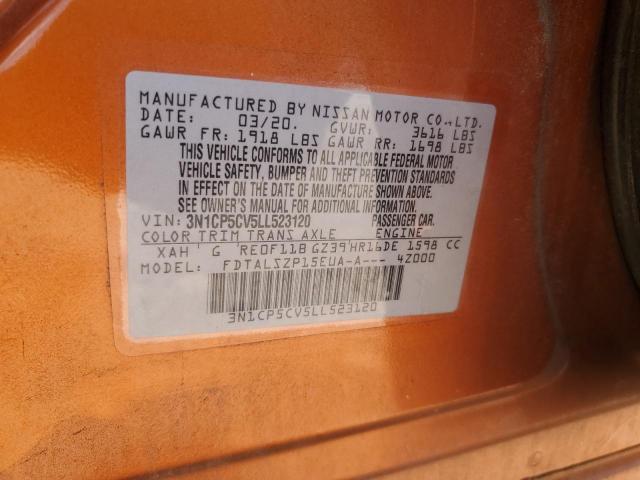 MANUFACTURED BY NISSAN MOTOR CO.,LTD.
DATE: 03/20. GVWR: 3616 LBS
GAWR FR: 1918 LBS GAWR RR: 1698 LBS
THIS VEHICLE CONFORMS TO ALL APPLICABLE FEDERAL MOTOR
VEHICLE SAFETY, BUMPER AND THEFT PREVENTION STANDARDS
IN EFFECT ON THE DATE OF MANUFACTURE SHOWN ABOVE.
SEE OWNER'S MANUAL FOR ADDITIONAL INFORMATION.
VIN: 3N1CP5CV5LL523120 PASSENGER CAR.
COLOR TRIM TRANS AXLE ENGINE
XAH ' G ' RE0F11B GZ39 HR16DE 1598 CC
MODEL: FDTALSZP15EUA-A--- 4Z000
3N1CP5CV5LL523120